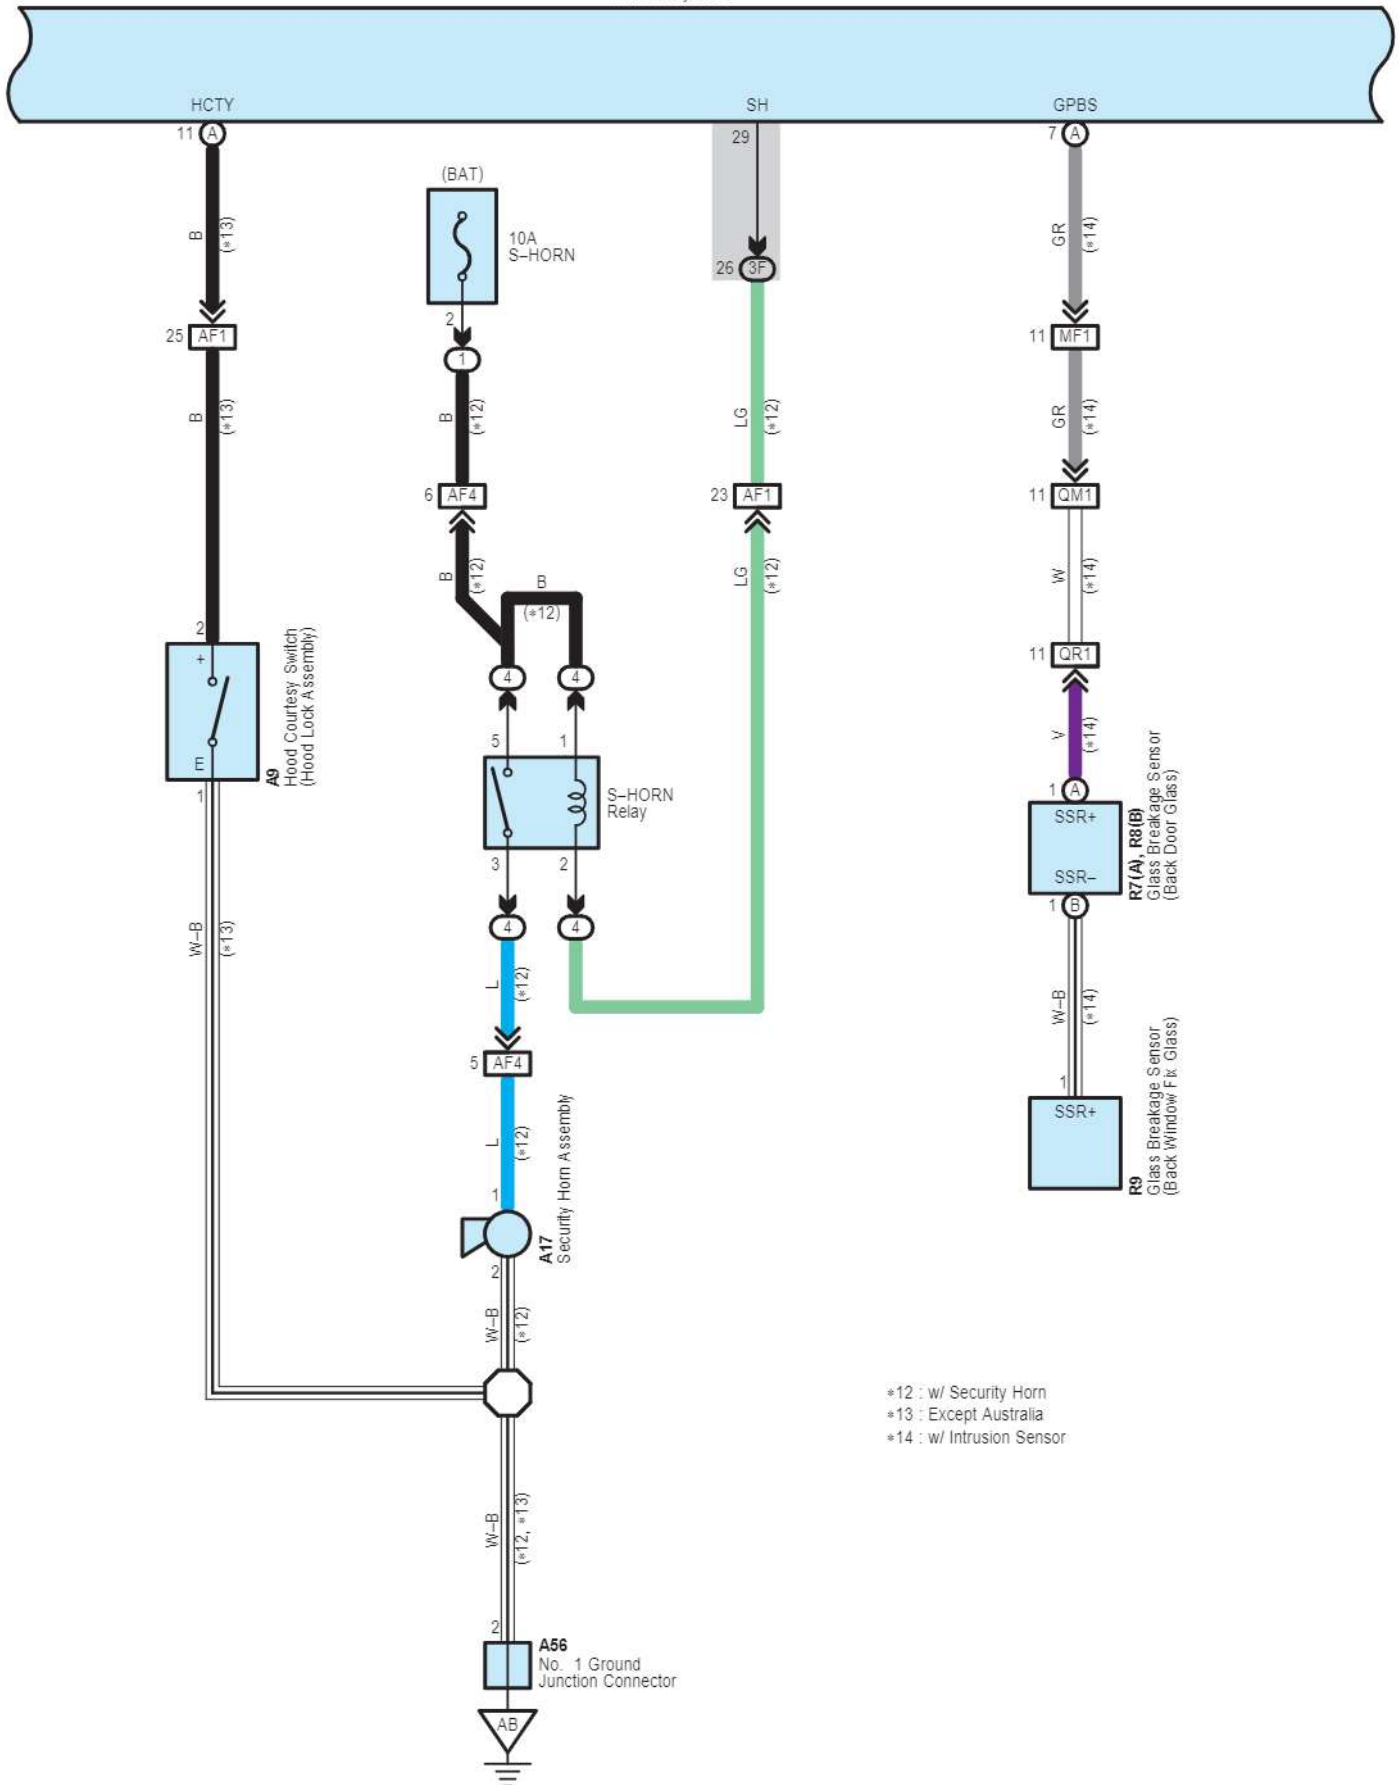 HCTY
SH
GPBS
11 A
29
7 A
(BAT)
B
(*13)
10A
S-HORN
GR
(*14)
26 3F
2
25 AF1
11 MF1
1
B
(*13)
B
(*12)
LG
(*12)
GR
(*14)
6 AF4
23 AF1
11 QM1
B
(*12)
B
(*12)
LG
(*12)
W
(*14)
2
11 QR1
+
E
1
A9
Hood Courtesy Switch
(Hood Lock Assembly)
4
4
5
1
V
(*14)
S-HORN
Relay
3
2
1 A
SSR+
SSR-
R7(A), R8(B)
Glass Breakage Sensor
(Back Door Glass)
1 B
4
4
W-B
(*13)
L
(*12)
W-B
(*14)
5 AF4
1
SSR+
R9
Glass Breakage Sensor
(Back Window Fix Glass)
L
(*12)
1
A17
Security Horn Assembly
2
W-B
(*12)
*12 : w/ Security Horn
*13 : Except Australia
*14 : w/ Intrusion Sensor
W-B
(*12, *13)
2
A56
No. 1 Ground
Junction Connector
AB